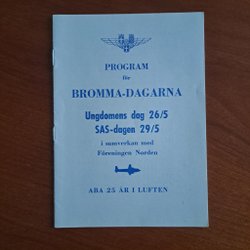 PROGRAM
för
BROMMA-DAGARNA
Ungdomens dag 26/5
SAS-dagen 29/5
i samverkan med
Föreningen Norden
ABA 25 ÅR I LUFTEN